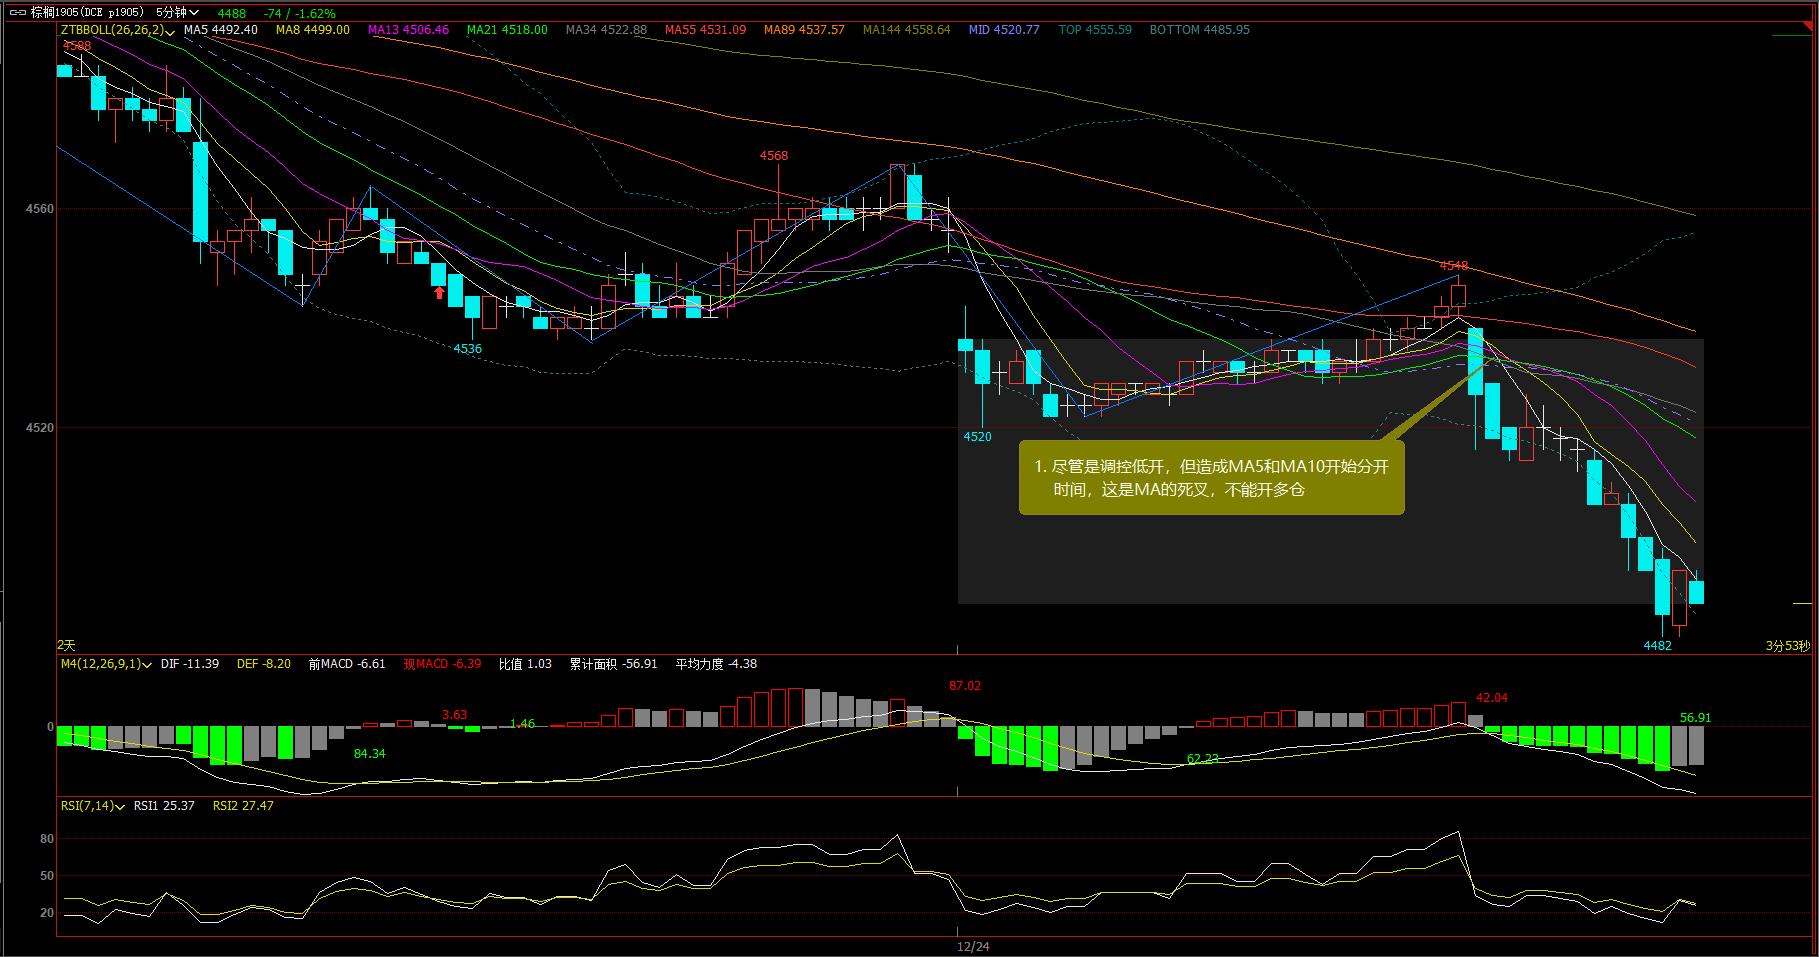 棕榈1905(DCE p1905) 5分钟 4488 -74 / -1.62%
ZTBBOLL(26,26,2) MA5 4492.40 MA8 4499.00 MA13 4506.46 MA21 4518.00 MA34 4522.88 MA55 4531.09 MA89 4537.57 MA144 4558.64 MID 4520.77 TOP 4555.59 BOTTOM 4485.95
4588
4568
4560
4548
4536
4520
4520
1. 尽管是调控低开，但造成MA5和MA10开始分开
时间，这是MA的死叉，不能开多仓
2天
4482
3分53秒
M4(12,26,9,1) DIF -11.39 DEF -8.20 前MACD -6.61 现MACD -6.39 比值 1.03 累计面积 -56.91 平均力度 -4.38
87.02
42.04
3.63
56.91
1.46
0
84.34
62.23
RSI(7,14) RSI1 25.37 RSI2 27.47
80
50
20
12/24